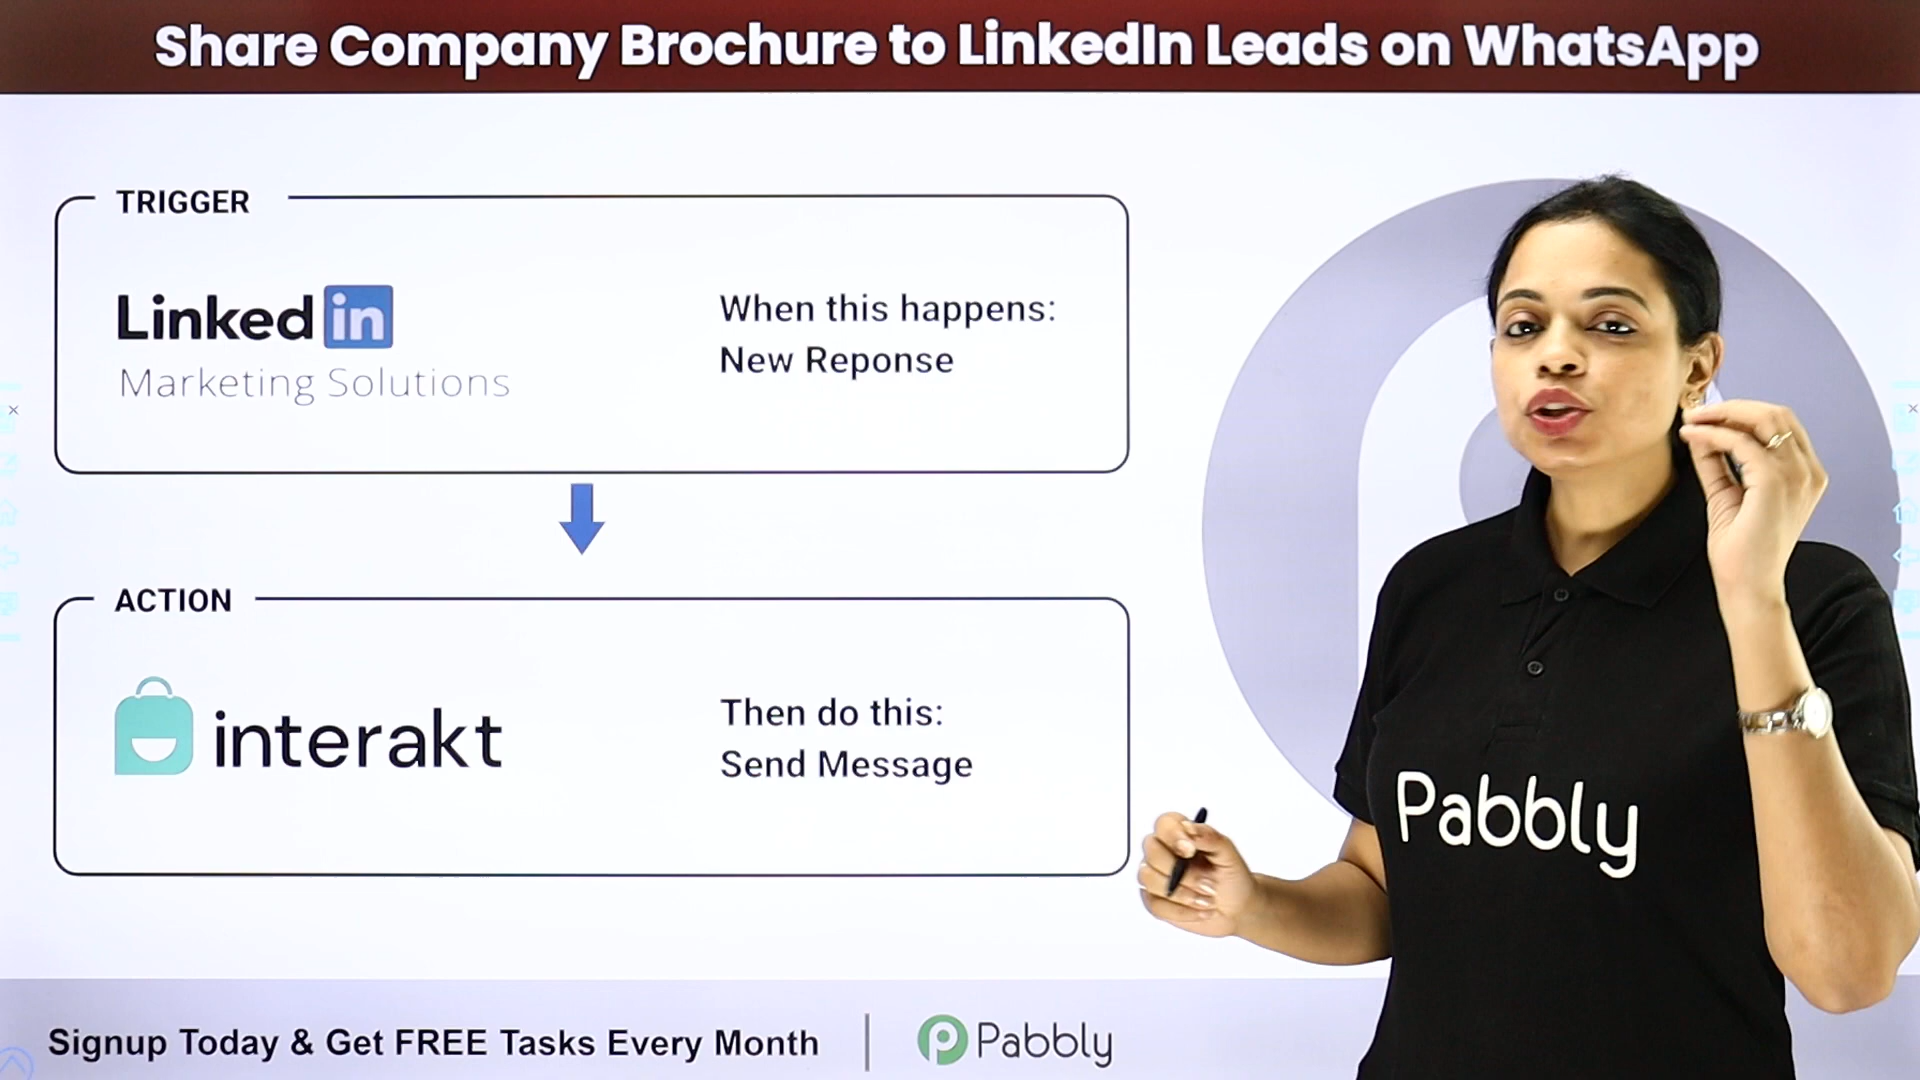 Share Company Brochure to LinkedIn Leads on WhatsApp
TRIGGER
Linked in
Marketing Solutions
When this happens:
New Reponse
ACTION
interakt
Then do this:
Send Message
Pabbly
Signup Today & Get FREE Tasks Every Month
Pabbly